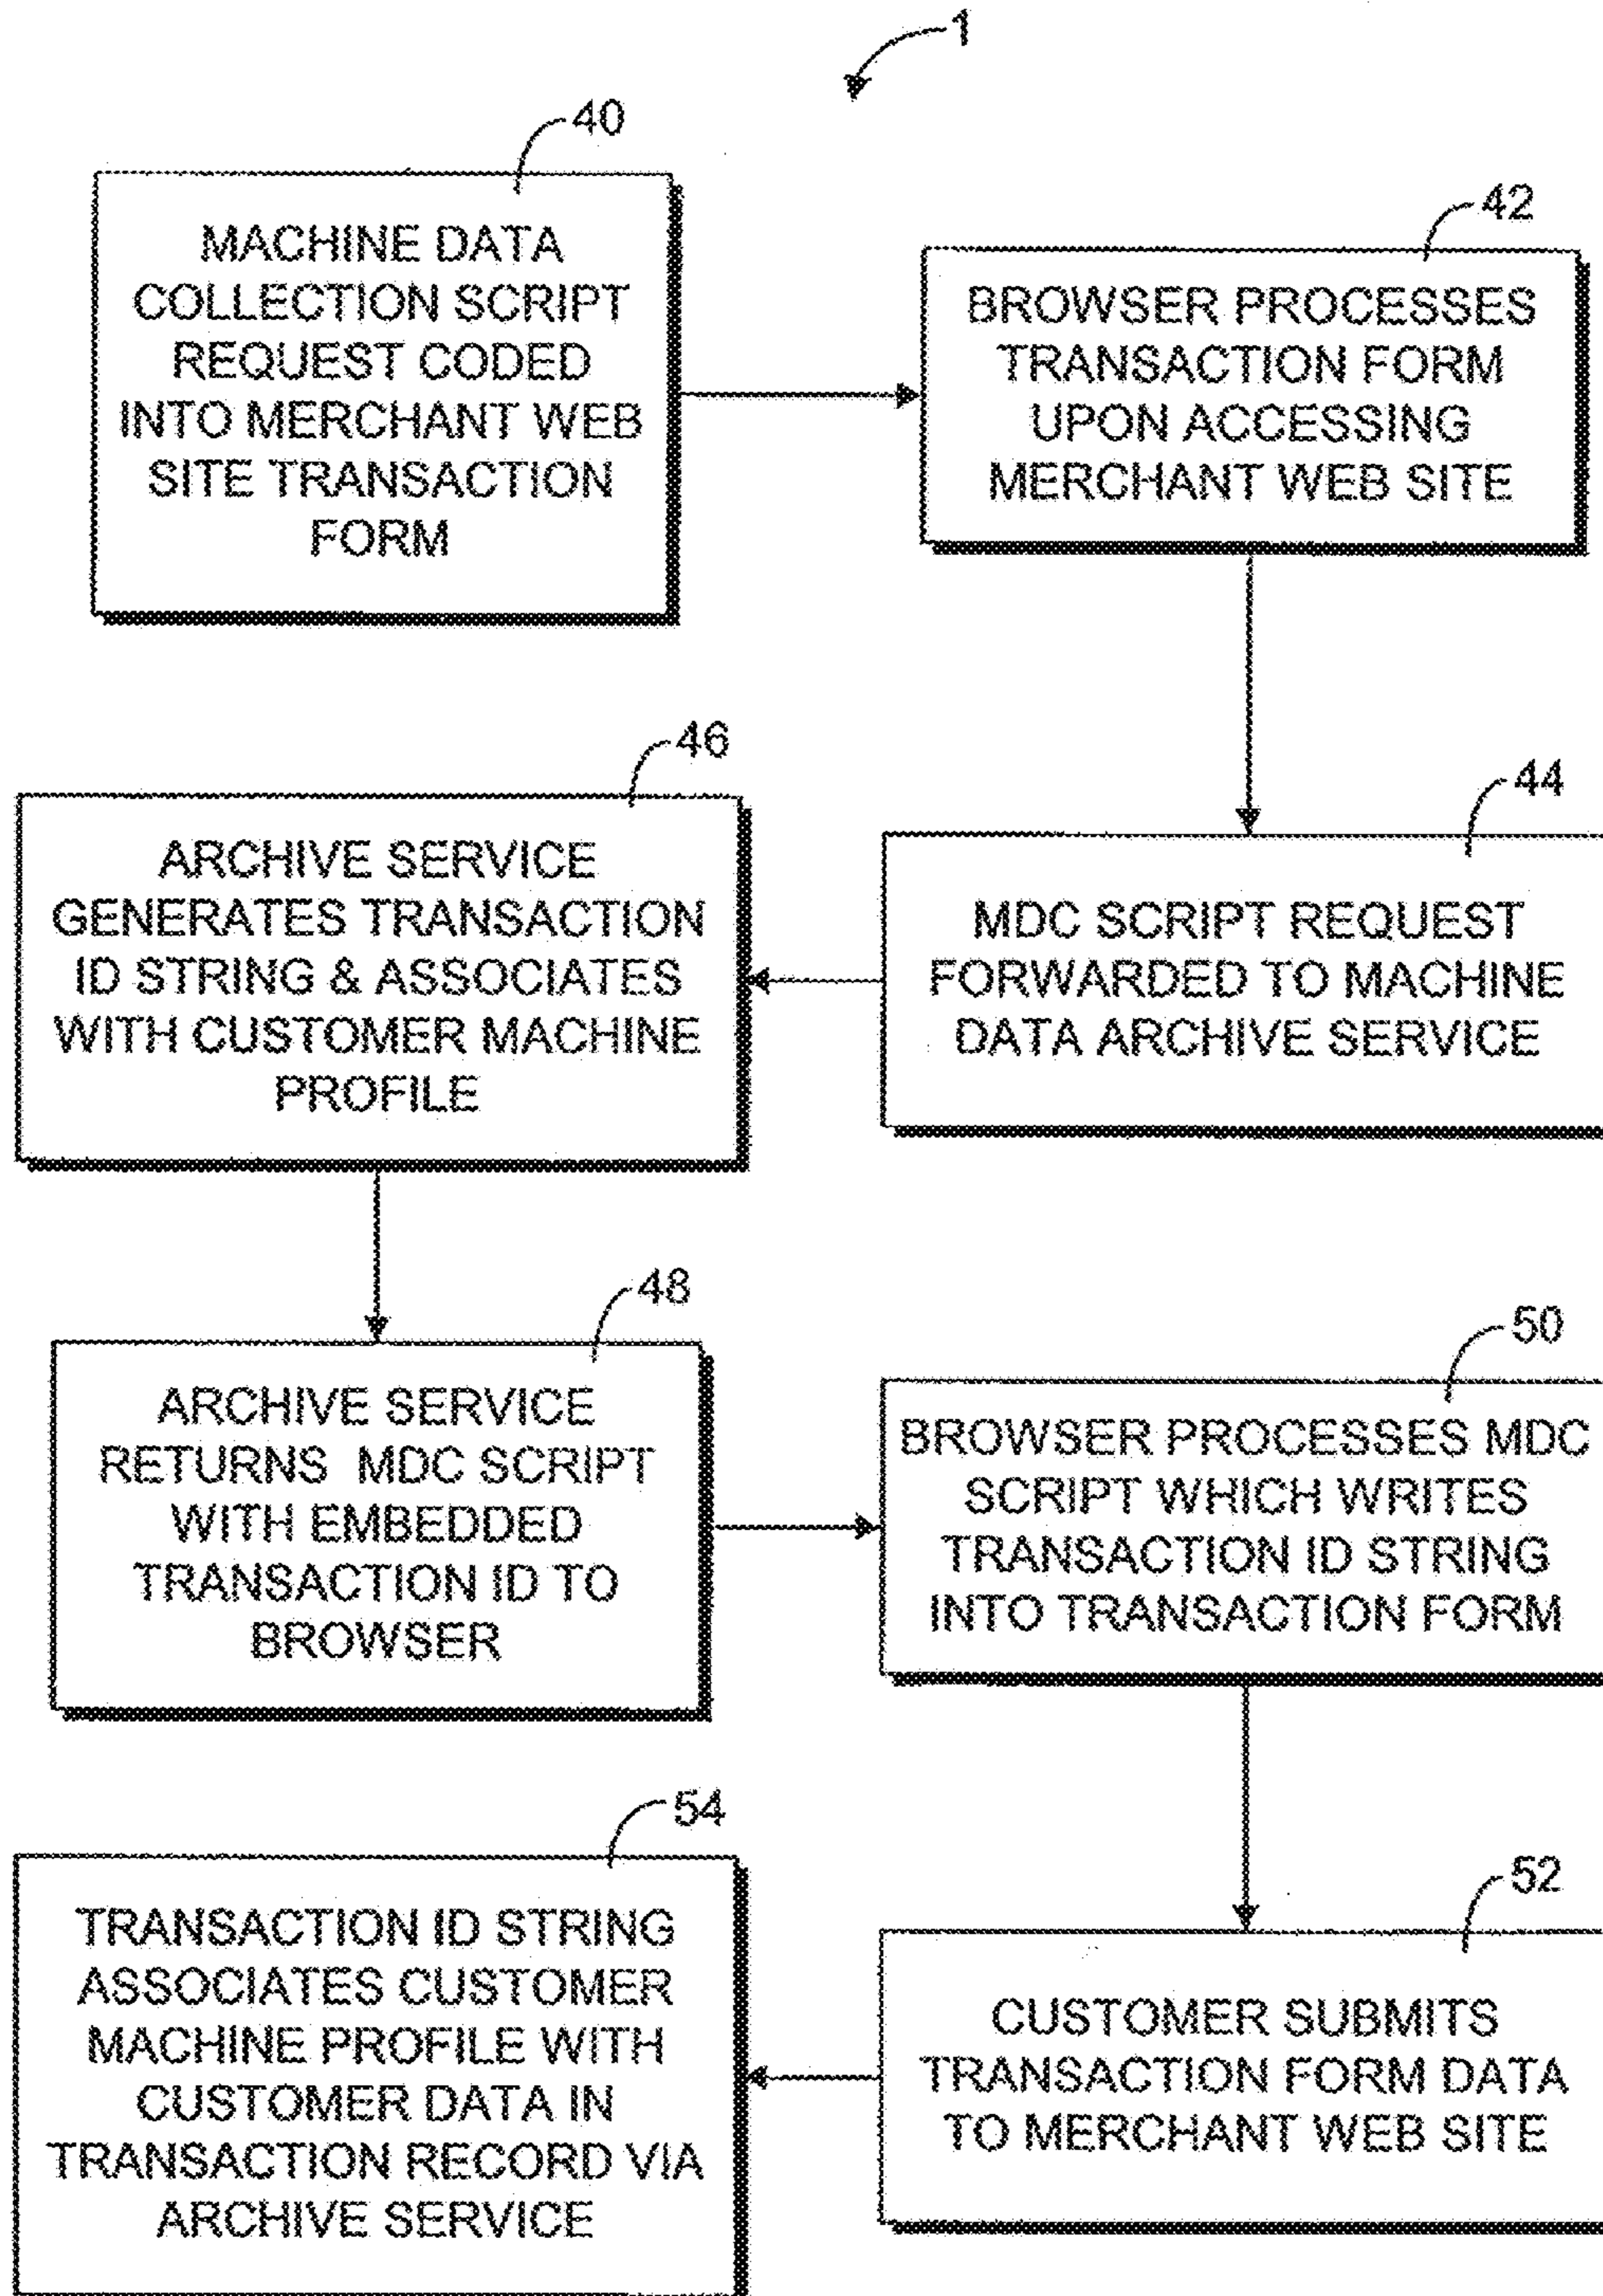 1
40
MACHINE DATA
COLLECTION SCRIPT
REQUEST CODED
INTO MERCHANT WEB
SITE TRANSACTION
FORM
42
BROWSER PROCESSES
TRANSACTION FORM
UPON ACCESSING
MERCHANT WEB SITE
44
MDC SCRIPT REQUEST
FORWARDED TO MACHINE
DATA ARCHIVE SERVICE
46
ARCHIVE SERVICE
GENERATES TRANSACTION
ID STRING & ASSOCIATES
WITH CUSTOMER MACHINE
PROFILE
48
ARCHIVE SERVICE
RETURNS MDC SCRIPT
WITH EMBEDDED
TRANSACTION ID TO
BROWSER
50
BROWSER PROCESSES MDC
SCRIPT WHICH WRITES
TRANSACTION ID STRING
INTO TRANSACTION FORM
52
CUSTOMER SUBMITS
TRANSACTION FORM DATA
TO MERCHANT WEB SITE
54
TRANSACTION ID STRING
ASSOCIATES CUSTOMER
MACHINE PROFILE WITH
CUSTOMER DATA IN
TRANSACTION RECORD VIA
ARCHIVE SERVICE